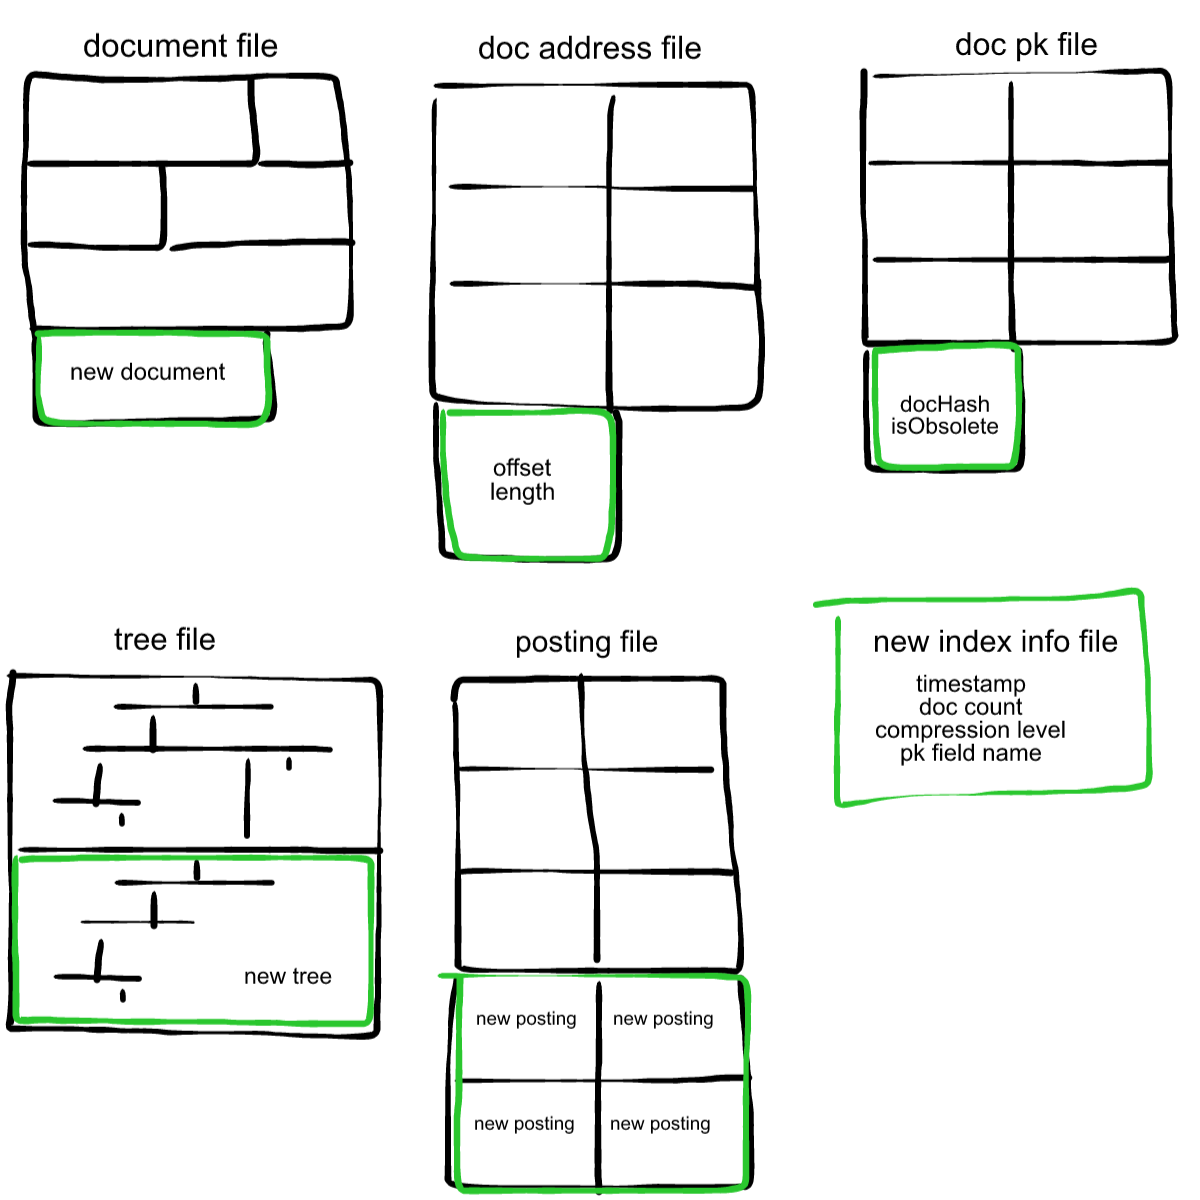 document file
doc address file
doc pk file
new document
docHash
isObsolete
offset
length
tree file
posting file
new index info file
timestamp
doc count
compression level
pk field name
new tree
new posting
new posting
new posting
new posting